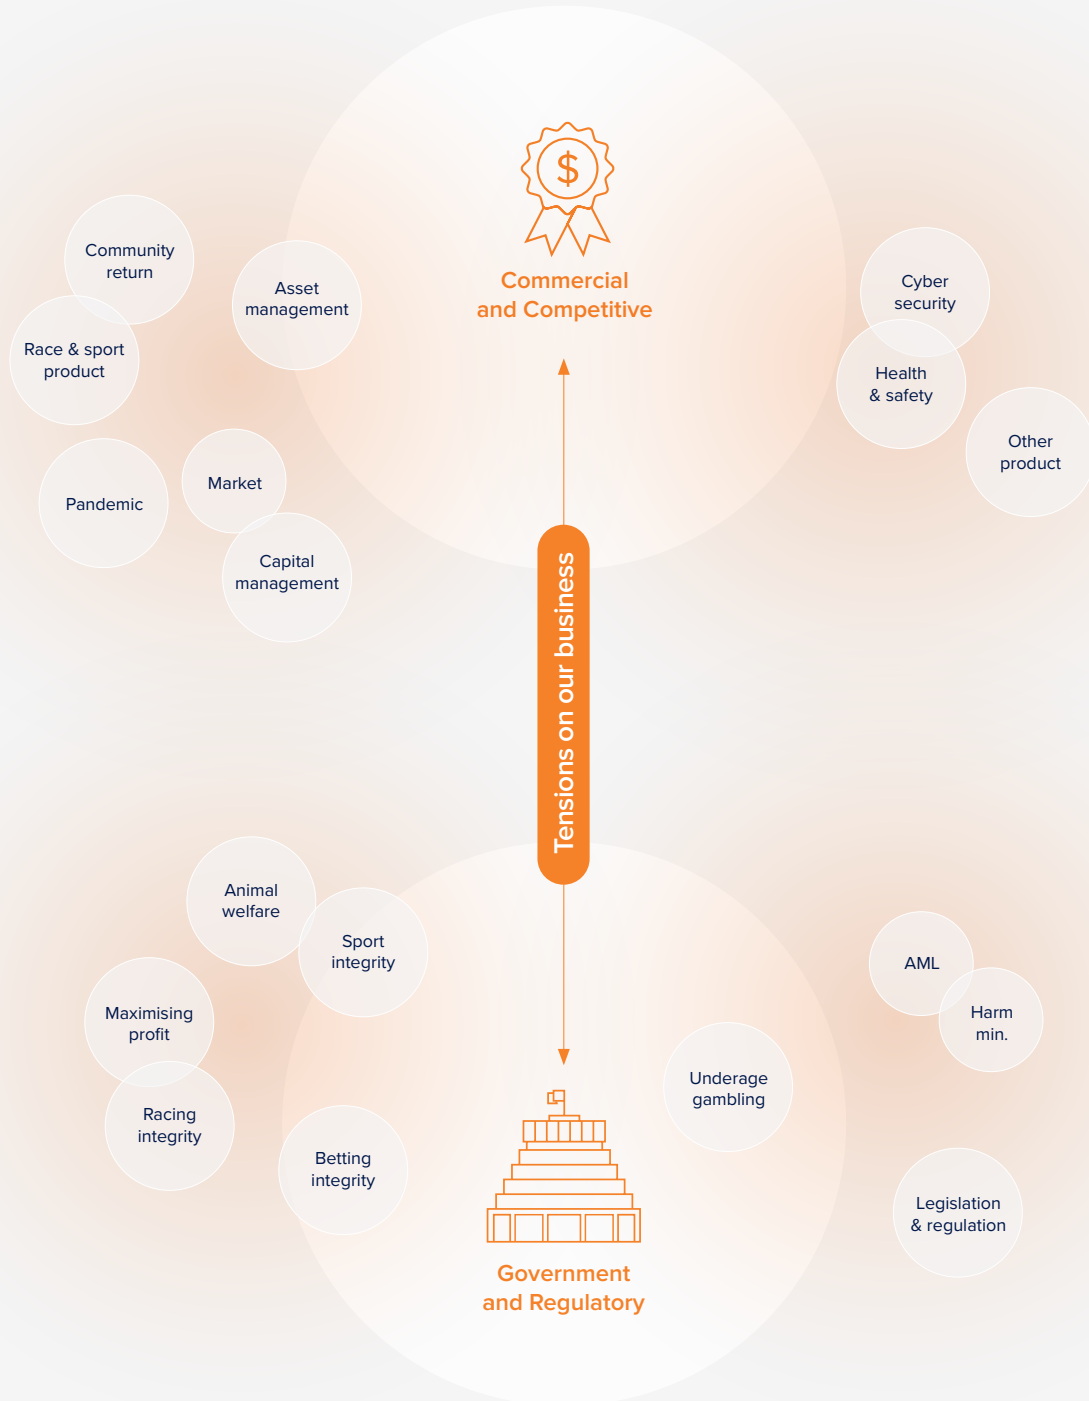 $
Commercial
and Competitive
Community
return
Asset
management
Race & sport
product
Pandemic
Market
Capital
management
Cyber
security
Health
& safety
Other
product
Tensions on our business
Animal
welfare
Sport
integrity
Maximising
profit
Racing
integrity
Betting
integrity
Underage
gambling
AML
Harm
min.
Legislation
& regulation
Government
and Regulatory